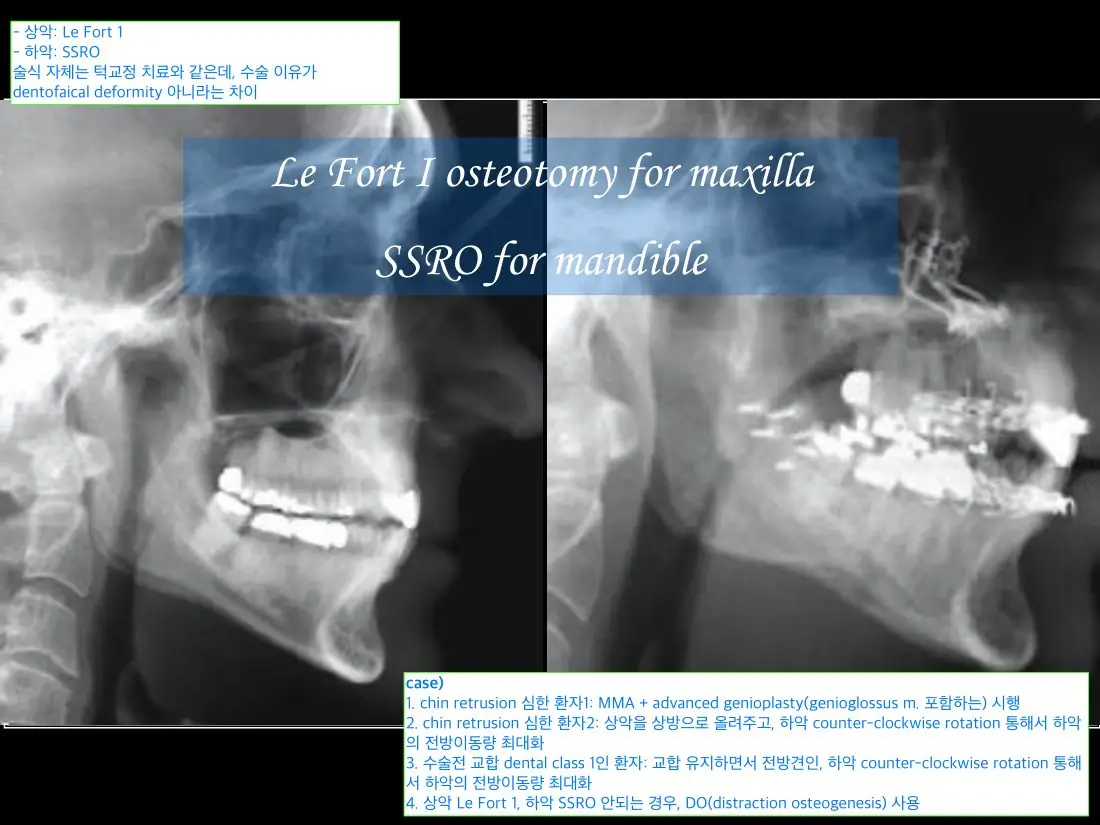 - 상악: Le Fort 1
- 하악: SSRO
술식 자체는 턱교정 치료와 같은데, 수술 이유가
dentofaical deformity 아니라는 차이
Le Fort I osteotomy for maxilla
SSRO for mandible
case)
1. chin retrusion 심한 환자1: MMA + advanced genioplasty(genioglossus m. 포함하는) 시행
2. chin retrusion 심한 환자2: 상악을 상방으로 올려주고, 하악 counter-clockwise rotation 통해서 하악
의 전방이동량 최대화
3. 수술전 교합 dental class 1인 환자: 교합 유지하면서 전방견인, 하악 counter-clockwise rotation 통해
서 하악의 전방이동량 최대화
4. 상악 Le Fort 1, 하악 SSRO 안되는 경우, DO(distraction osteogenesis) 사용